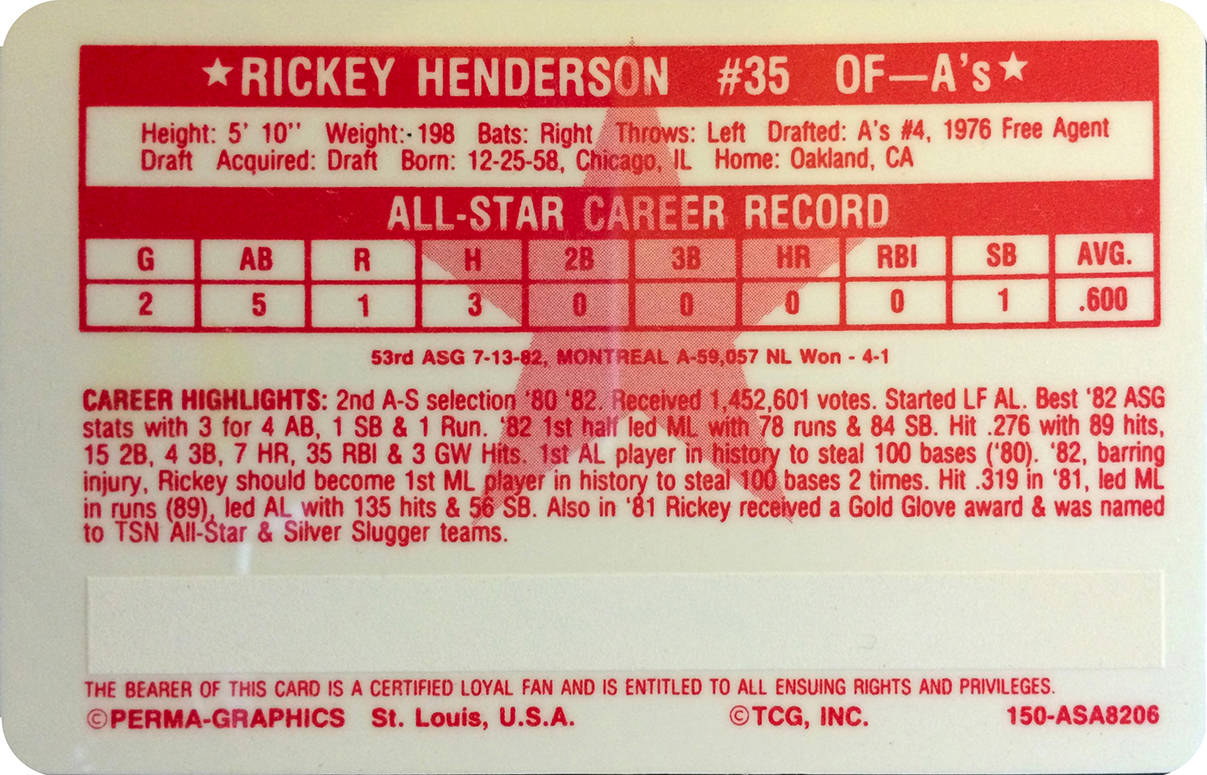 ★RICKEY HENDERSON #35 OF—A's★
Height: 5' 10" Weight: 198 Bats: Right Throws: Left Drafted: A's #4, 1976 Free Agent
Draft Acquired: Draft Born: 12-25-58, Chicago, IL Home: Oakland, CA
ALL-STAR CAREER RECORD
G AB R H 2B 3B HR RBI SB AVG.
2 5 1 3 0 0 0 0 1 .600
53rd ASG 7-13-82, MONTREAL A-59,057 NL Won - 4-1
CAREER HIGHLIGHTS: 2nd A-S selection '80 '82. Received 1,452,601 votes. Started LF AL. Best '82 ASG
stats with 3 for 4 AB, 1 SB & 1 Run. '82 1st half led ML with 78 runs & 84 SB. Hit .276 with 89 hits,
15 2B, 4 3B, 7 HR, 35 RBI & 3 GW Hits. 1st AL player in history to steal 100 bases ('80). '82, barring
injury, Rickey should become 1st ML player in history to steal 100 bases 2 times. Hit .319 in '81, led ML
in runs (89), led AL with 135 hits & 56 SB. Also in '81 Rickey received a Gold Glove award & was named
to TSN All-Star & Silver Slugger teams.
THE BEARER OF THIS CARD IS A CERTIFIED LOYAL FAN AND IS ENTITLED TO ALL ENSUING RIGHTS AND PRIVILEGES.
©PERMA-GRAPHICS St. Louis, U.S.A. ©TCG, INC. 150-ASA8206